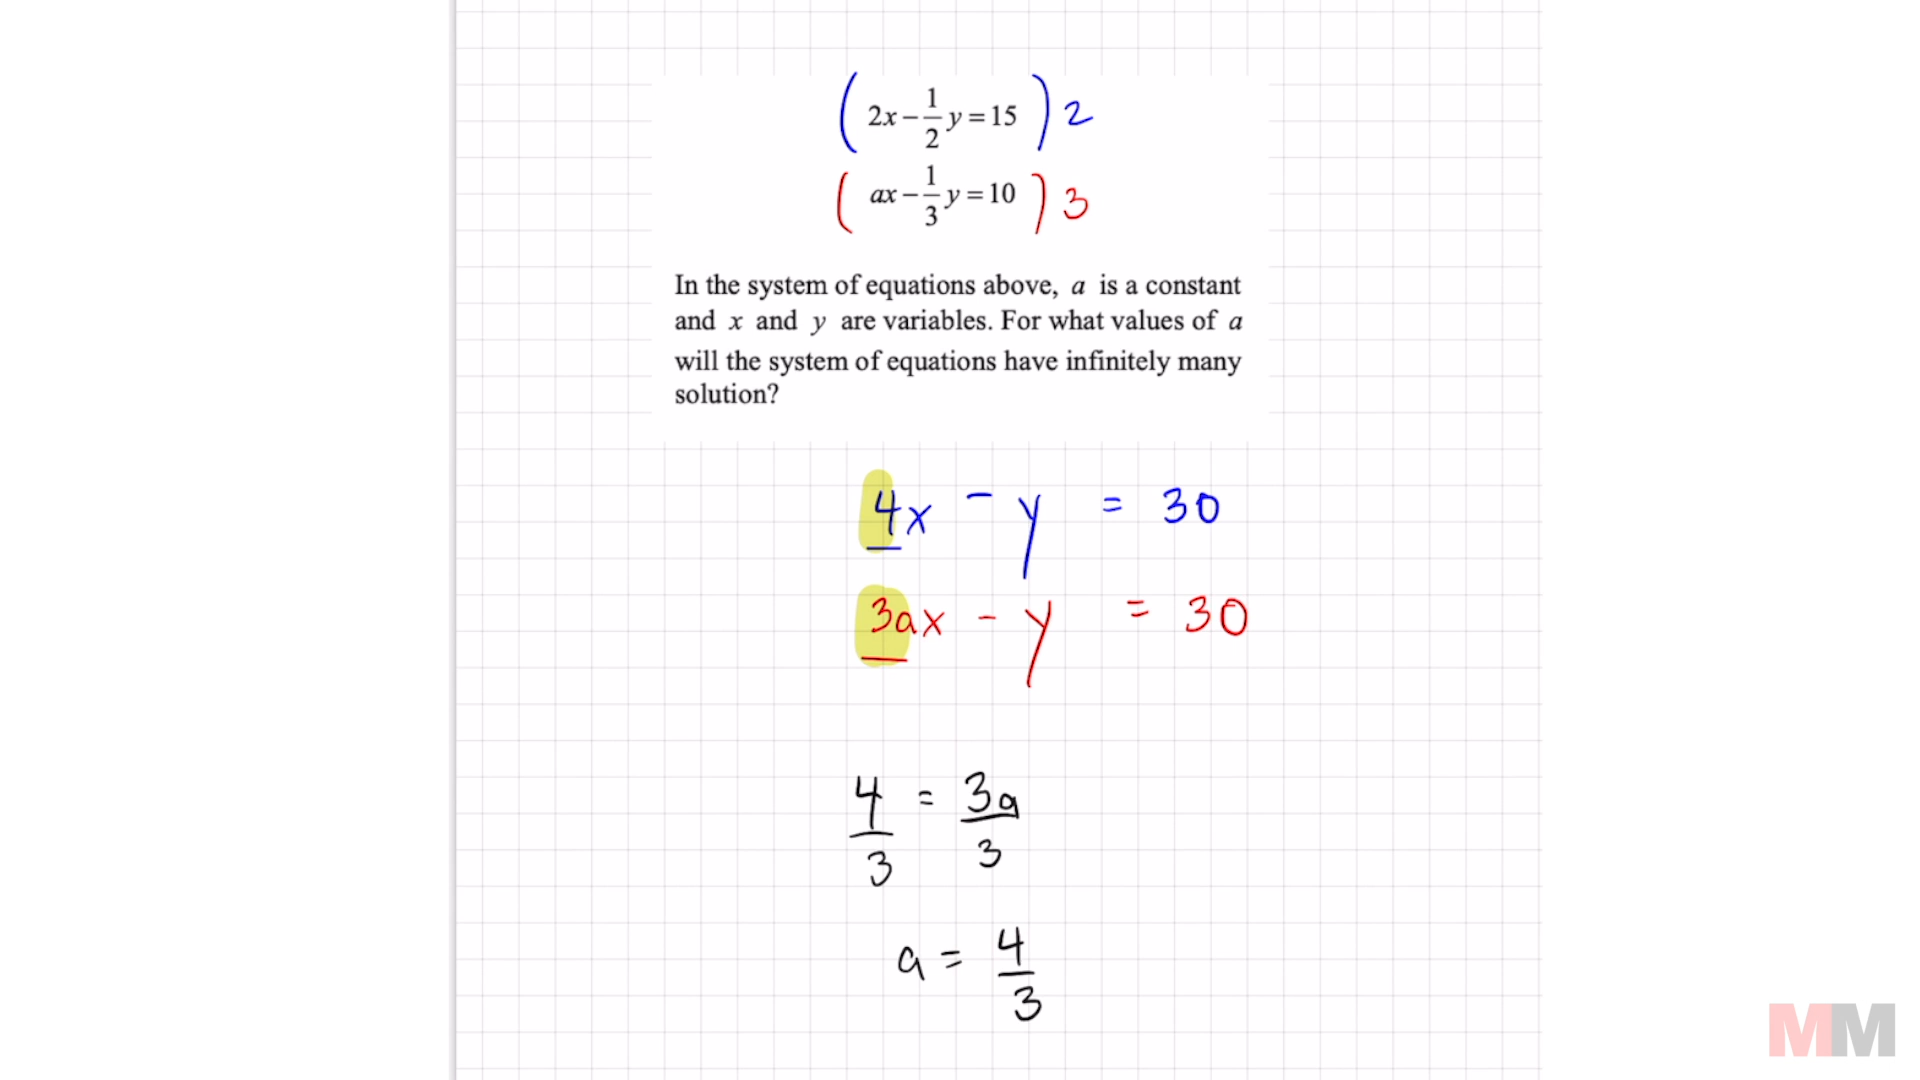 (2x − 1/2 y = 15) 2
(ax − 1/3 y = 10) 3
In the system of equations above, a is a constant
and x and y are variables. For what values of a
will the system of equations have infinitely many
solution?
4x − y = 30
3ax − y = 30
4/3 = 3a/3
a = 4/3
MM